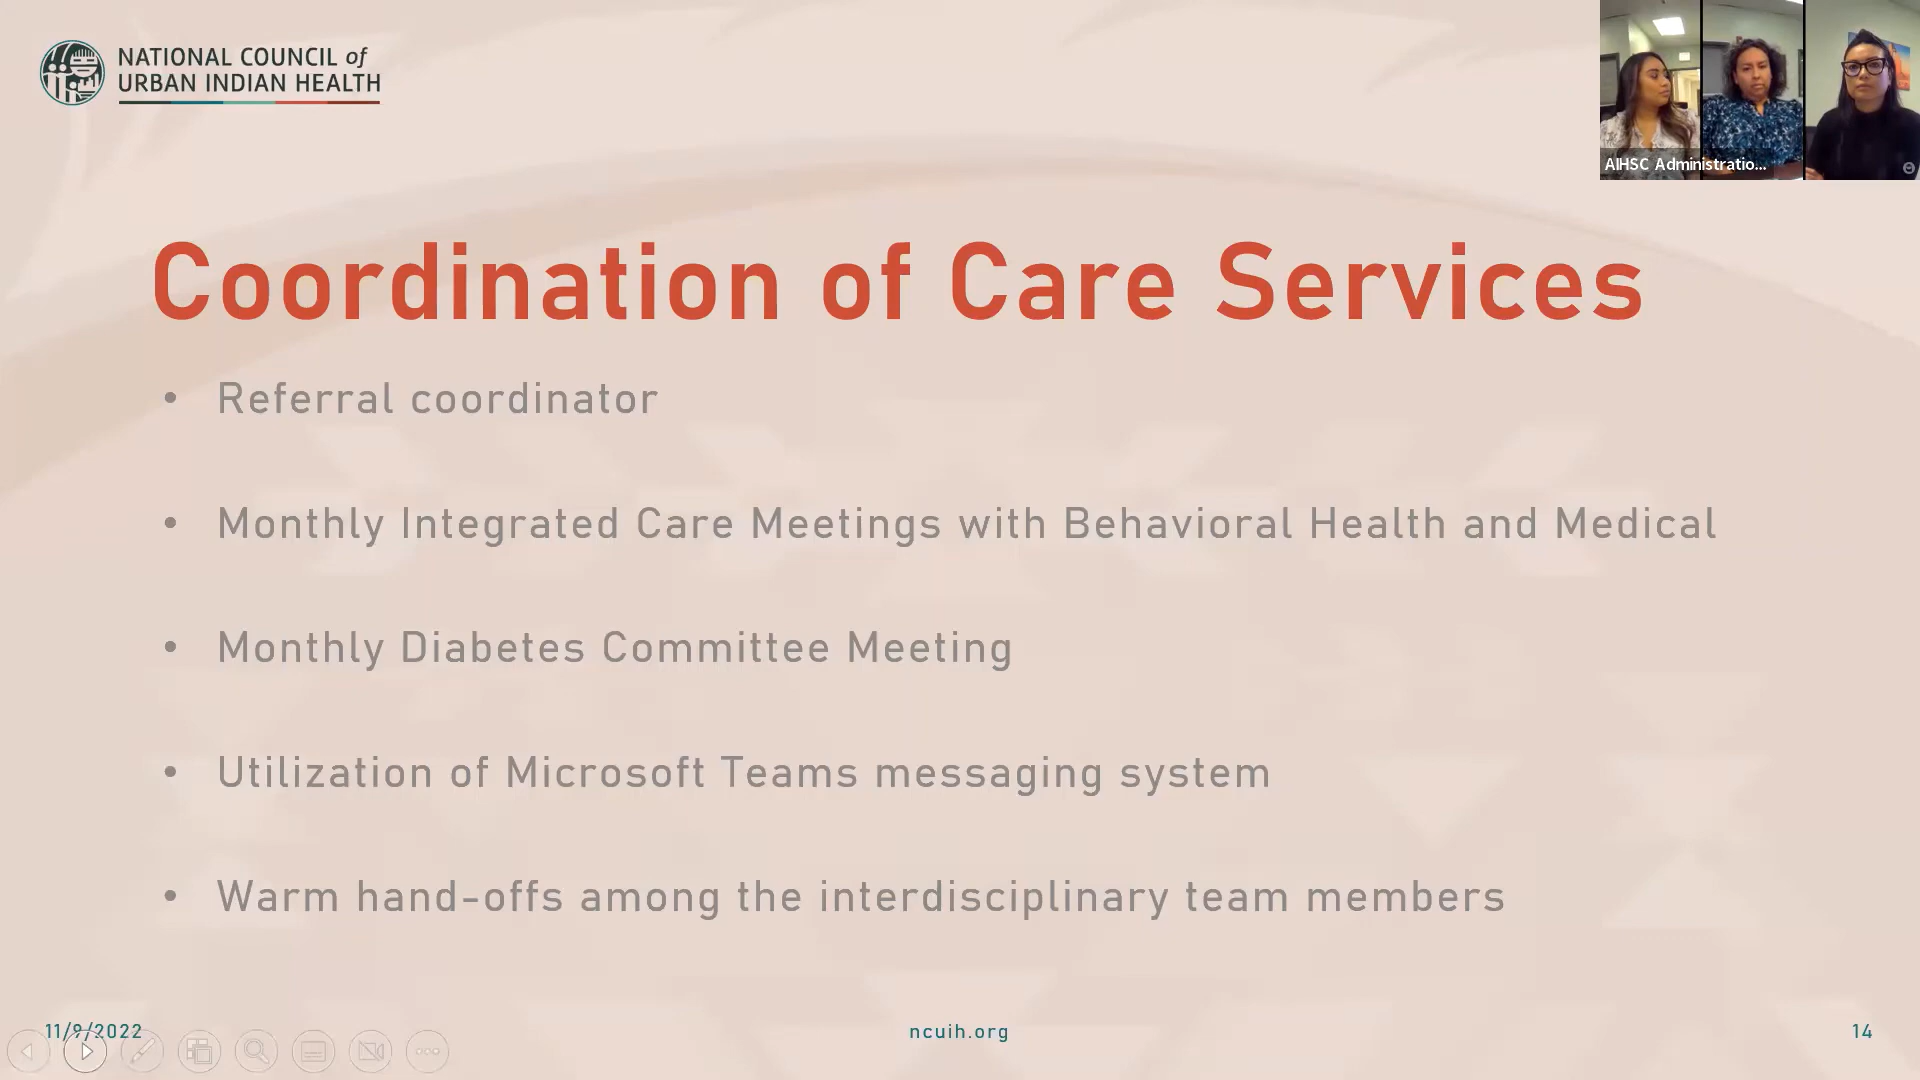 NATIONAL COUNCIL of
URBAN INDIAN HEALTH
AIHSC Administratio...
Coordination of Care Services
• Referral coordinator
• Monthly Integrated Care Meetings with Behavioral Health and Medical
• Monthly Diabetes Committee Meeting
• Utilization of Microsoft Teams messaging system
• Warm hand-offs among the interdisciplinary team members
11/9/2022
ncuih.org
14